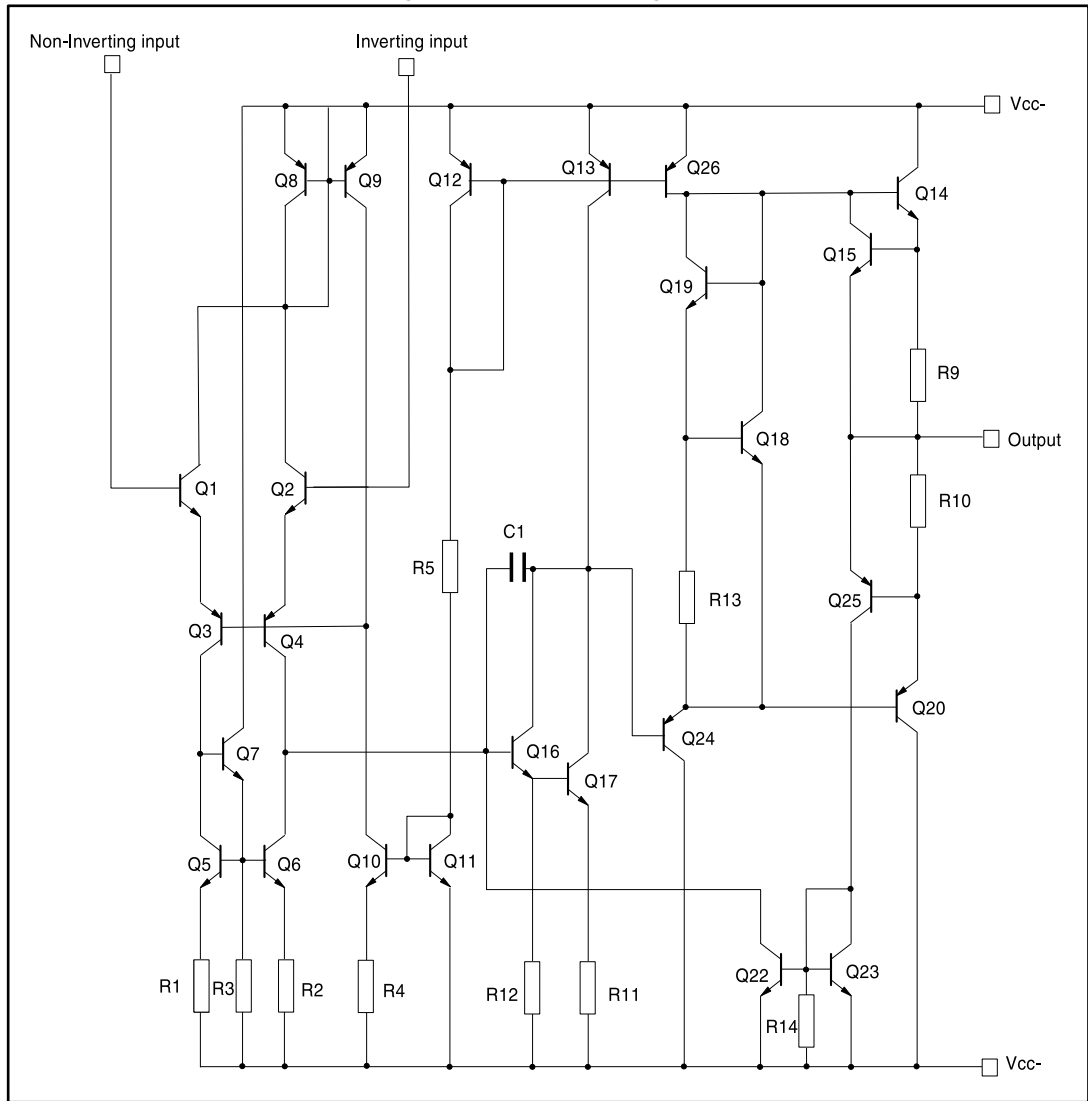 Non-Inverting input
Inverting input
Vcc-
Q8
Q9
Q12
Q13
Q26
Q14
Q15
Q19
R9
Q18
Output
Q1
Q2
R10
C1
R5
R13
Q25
Q3
Q4
Q20
Q24
Q7
Q16
Q17
Q5
Q6
Q10
Q11
Q22
Q23
R1
R3
R2
R4
R12
R11
R14
Vcc-